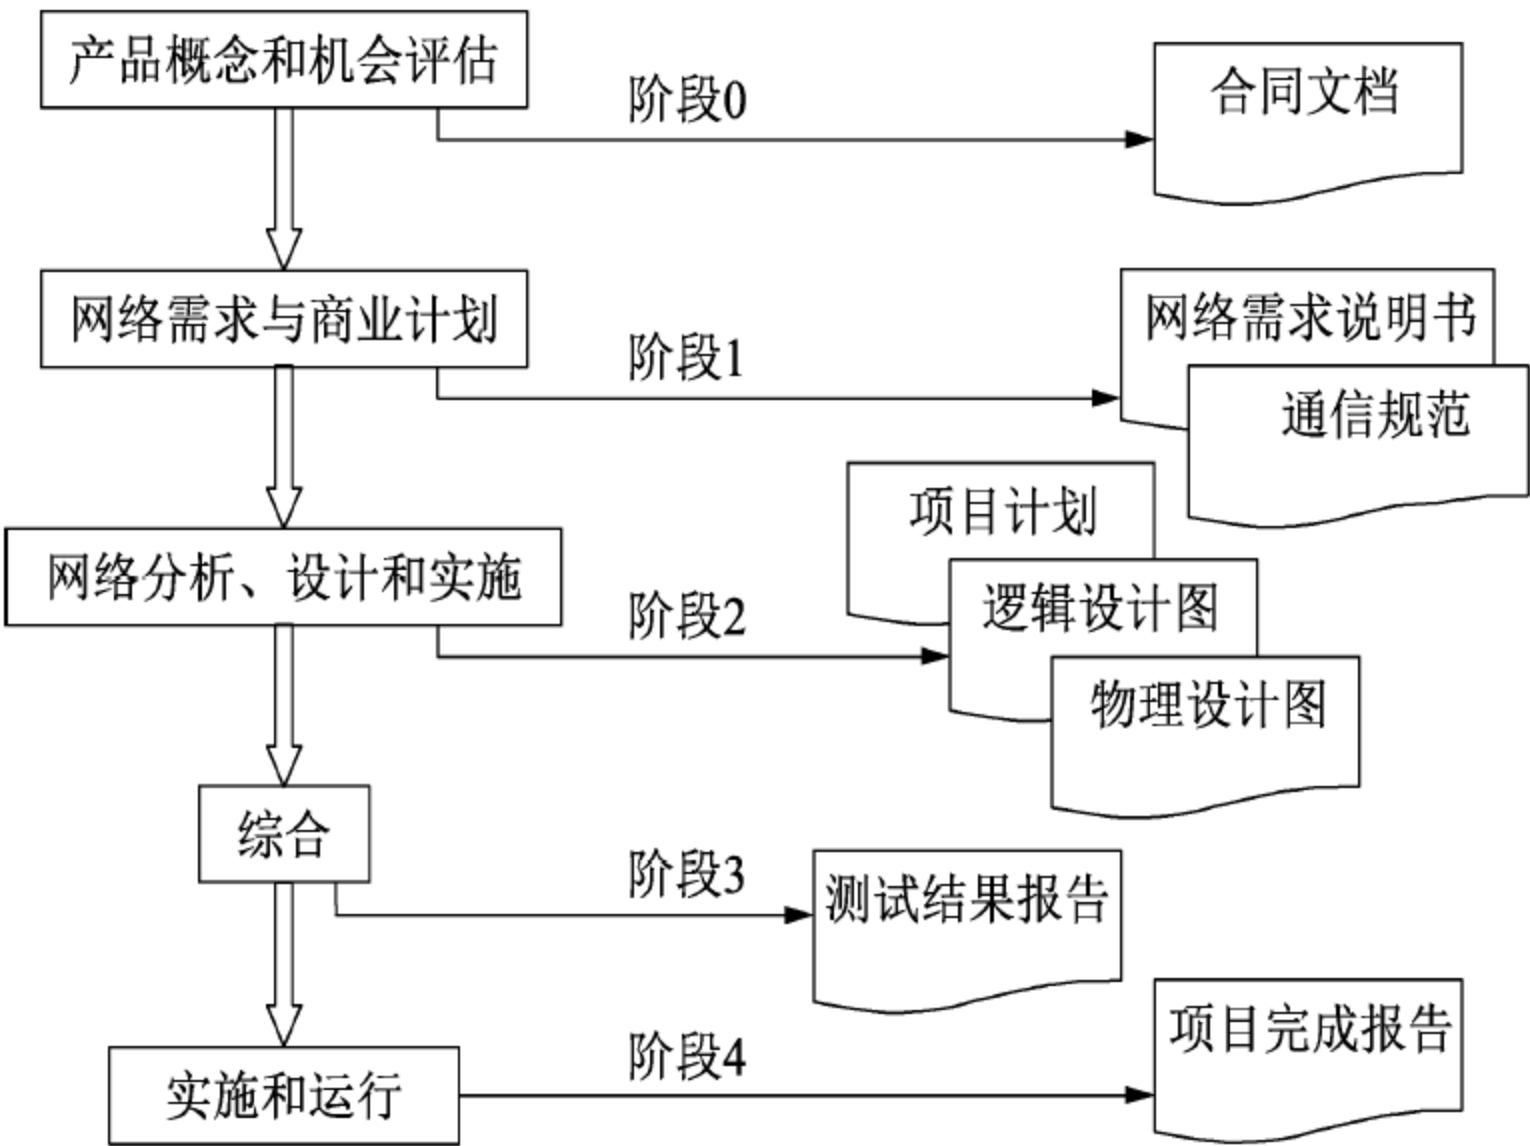 产品概念和机会评估
阶段0
合同文档
网络需求与商业计划
阶段1
网络需求说明书
通信规范
网络分析、设计和实施
阶段2
项目计划
逻辑设计图
物理设计图
综合
阶段3
测试结果报告
实施和运行
阶段4
项目完成报告